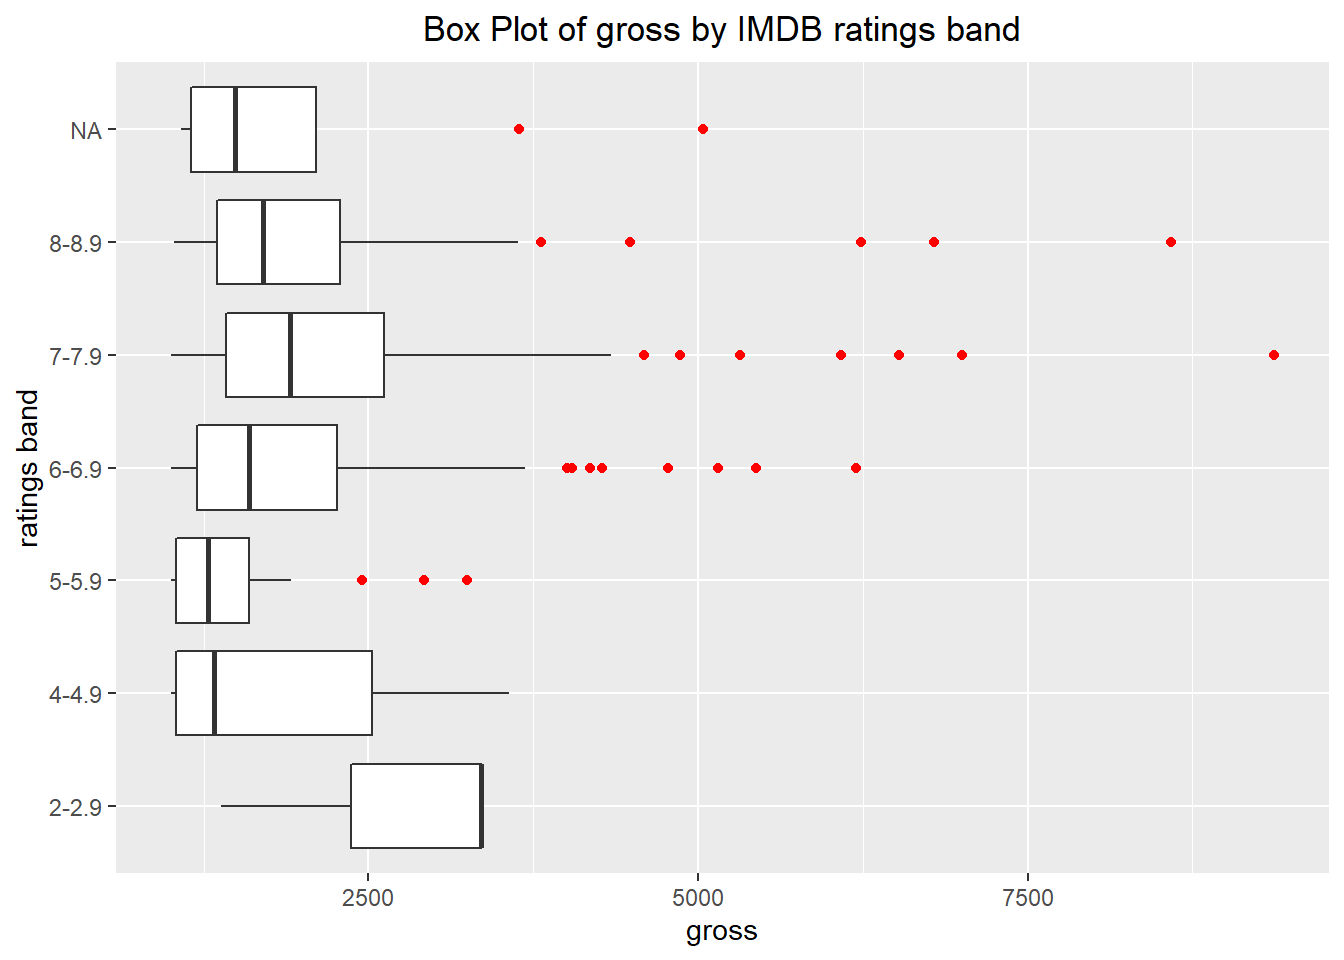 Box Plot of gross by IMDB ratings band
NA
8-8.9
7-7.9
6-6.9
5-5.9
4-4.9
2-2.9
ratings band
2500 5000 7500
gross